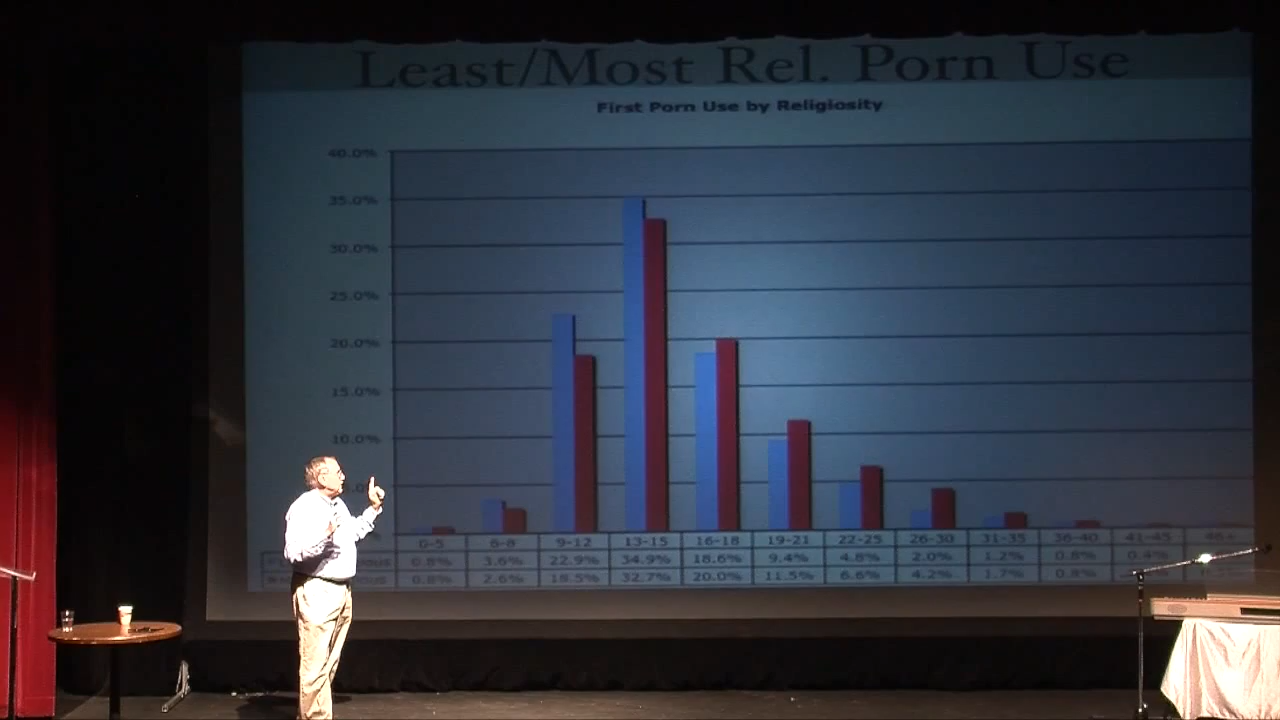 Least/Most Rel. Porn Use
First Porn Use by Religiosity
40.0%
35.0%
30.0%
25.0%
20.0%
15.0%
10.0%
0-5 6-8 9-12 13-15 16-18 19-21 22-25 26-30 31-35 36-40 41-45 46+
0.8% 3.6% 22.9% 34.9% 18.6% 9.4% 4.8% 2.0% 1.2% 0.8% 0.4%
0.8% 2.6% 18.5% 32.7% 20.0% 11.5% 6.6% 4.2% 1.7% 0.8%